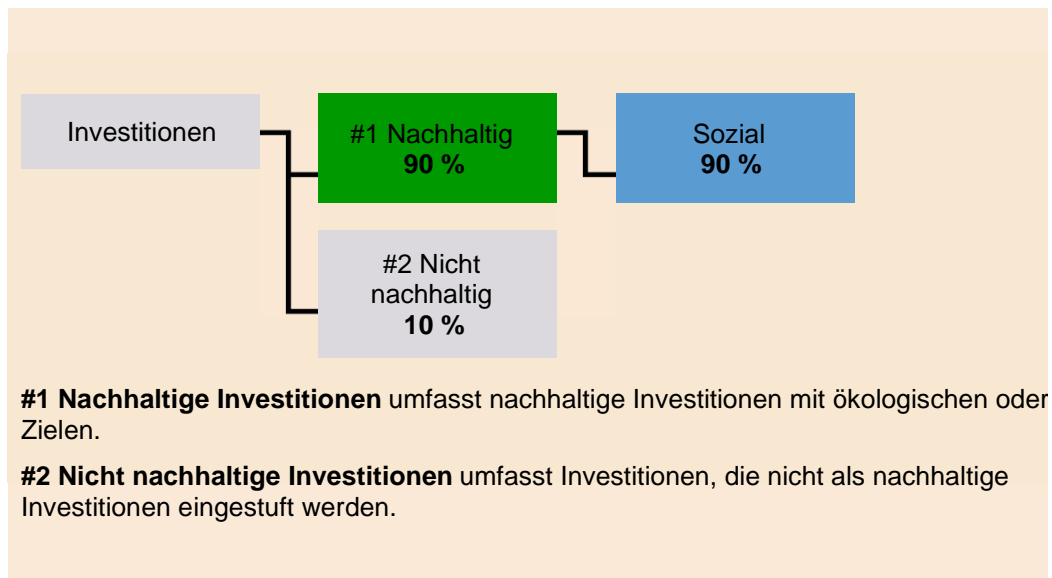 Investitionen
#1 Nachhaltig
90 %
Sozial
90 %
#2 Nicht
nachhaltig
10 %
#1 Nachhaltige Investitionen umfasst nachhaltige Investitionen mit ökologischen oder
Zielen.
#2 Nicht nachhaltige Investitionen umfasst Investitionen, die nicht als nachhaltige
Investitionen eingestuft werden.